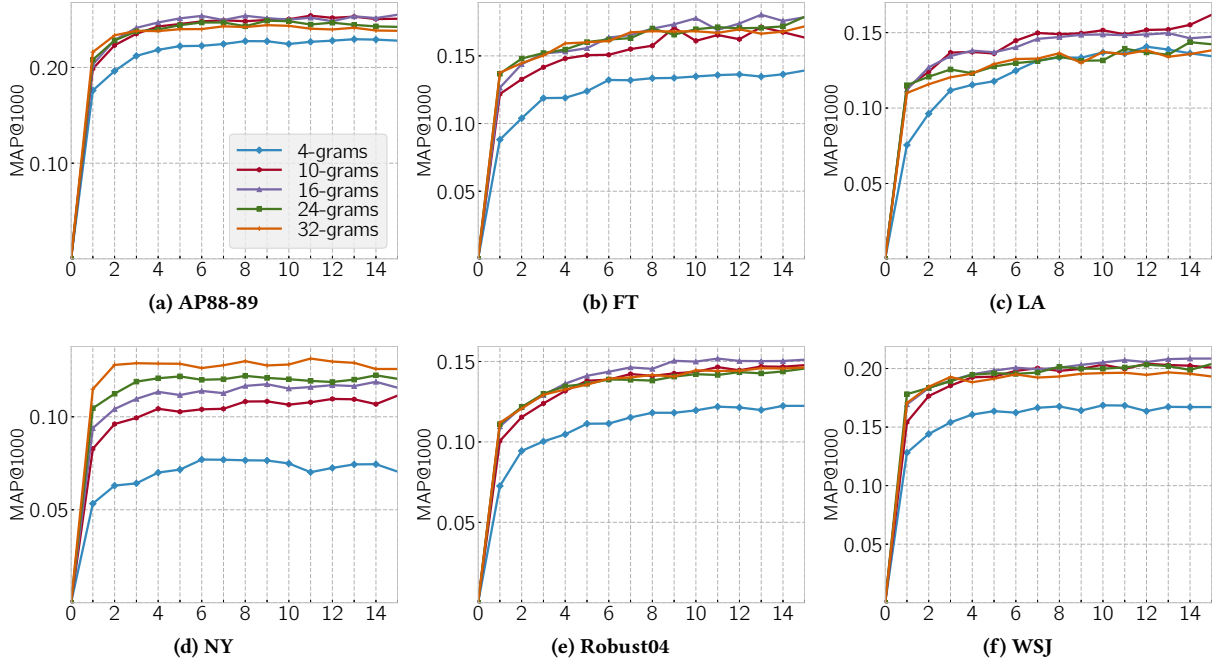 MAP@1000
0.20
0.10
4-grams
10-grams
16-grams
24-grams
32-grams
0 2 4 6 8 10 12 14
(a) AP88-89
MAP@1000
0.20
0.15
0.10
0.05
0 2 4 6 8 10 12 14
(b) FT
MAP@1000
0.15
0.10
0.05
0 2 4 6 8 10 12 14
(c) LA
MAP@1000
0.10
0.05
0 2 4 6 8 10 12 14
(d) NY
MAP@1000
0.15
0.10
0.05
0 2 4 6 8 10 12 14
(e) Robust04
MAP@1000
0.20
0.15
0.10
0.05
0 2 4 6 8 10 12 14
(f) WSJ